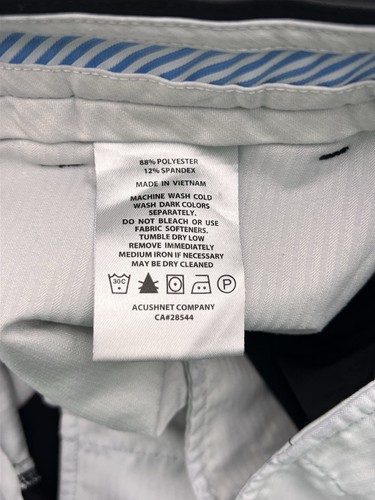 88% POLYESTER
12% SPANDEX
MADE IN VIETNAM
MACHINE WASH COLD
WASH DARK COLORS
SEPARATELY.
DO NOT BLEACH OR USE
FABRIC SOFTENERS.
TUMBLE DRY LOW
REMOVE IMMEDIATELY
MEDIUM IRON IF NECESSARY
MAY BE DRY CLEANED
30C P
ACUSHNET COMPANY
CA#28544